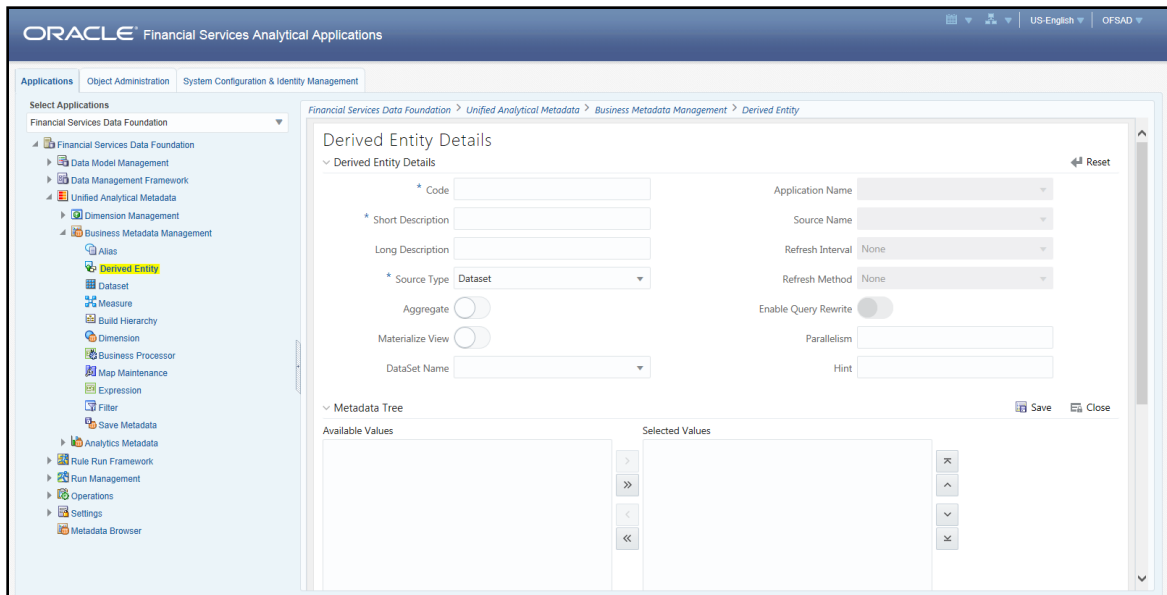 ORACLE® Financial Services Analytical Applications
US-English
OFSAD
Applications
Object Administration
System Configuration & Identity Management
Select Applications
Financial Services Data Foundation
Financial Services Data Foundation
Data Model Management
Data Management Framework
Unified Analytical Metadata
Dimension Management
Business Metadata Management
Alias
Derived Entity
Dataset
Measure
Build Hierarchy
Dimension
Business Processor
Map Maintenance
Expression
Filter
Save Metadata
Analytics Metadata
Rule Run Framework
Run Management
Operations
Settings
Metadata Browser
Financial Services Data Foundation > Unified Analytical Metadata > Business Metadata Management > Derived Entity
Derived Entity Details
Derived Entity Details
Reset
* Code
Application Name
* Short Description
Source Name
Long Description
Refresh Interval None
* Source Type Dataset
Refresh Method None
Aggregate
Enable Query Rewrite
Materialize View
Parallelism
DataSet Name
Hint
Metadata Tree
Save
Close
Available Values
Selected Values